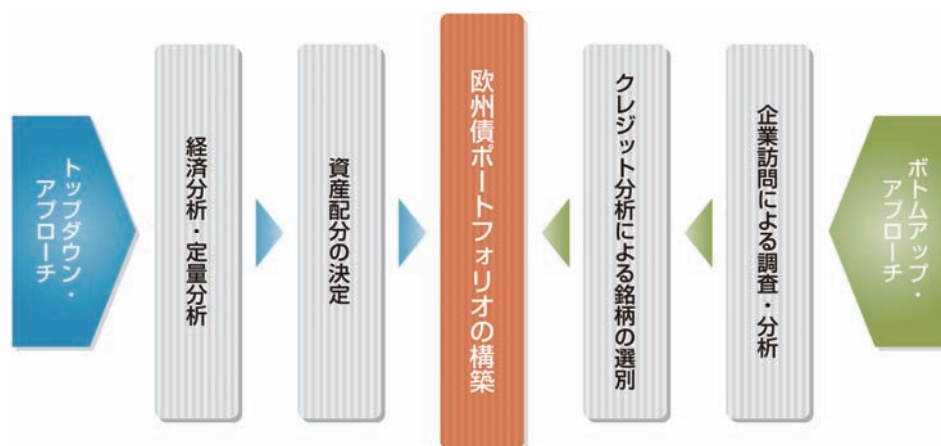 トップダウン・
アプローチ
経済分析・定量分析
資産配分の決定
欧州債ポートフォリオの構築
クレジット分析による銘柄の選別
企業訪問による調査・分析
ボトムアップ・
アプローチ